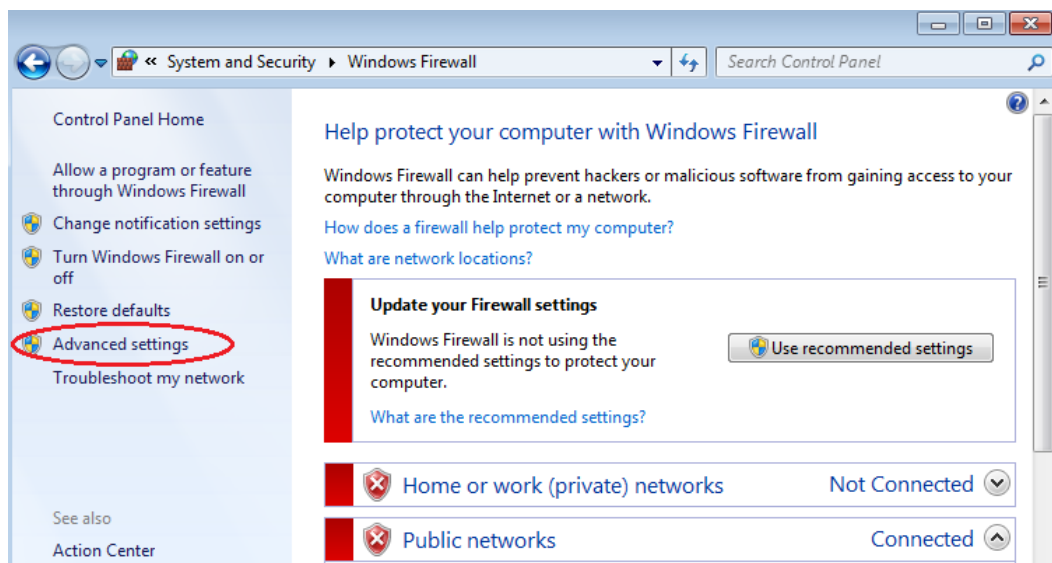 « System and Security ▸ Windows Firewall
Search Control Panel
Control Panel Home
Allow a program or feature
through Windows Firewall
Change notification settings
Turn Windows Firewall on or
off
Restore defaults
Advanced settings
Troubleshoot my network
See also
Action Center
Help protect your computer with Windows Firewall
Windows Firewall can help prevent hackers or malicious software from gaining access to your
computer through the Internet or a network.
How does a firewall help protect my computer?
What are network locations?
Update your Firewall settings
Windows Firewall is not using the
recommended settings to protect your
computer.
Use recommended settings
What are the recommended settings?
Home or work (private) networks Not Connected
Public networks Connected